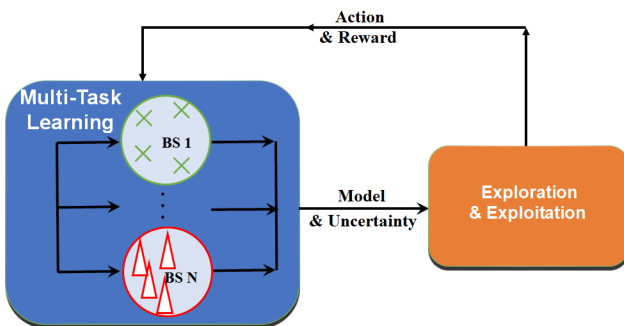 Action
& Reward
Multi-Task
Learning
BS 1
Model
& Uncertainty
Exploration
& Exploitation
BS N